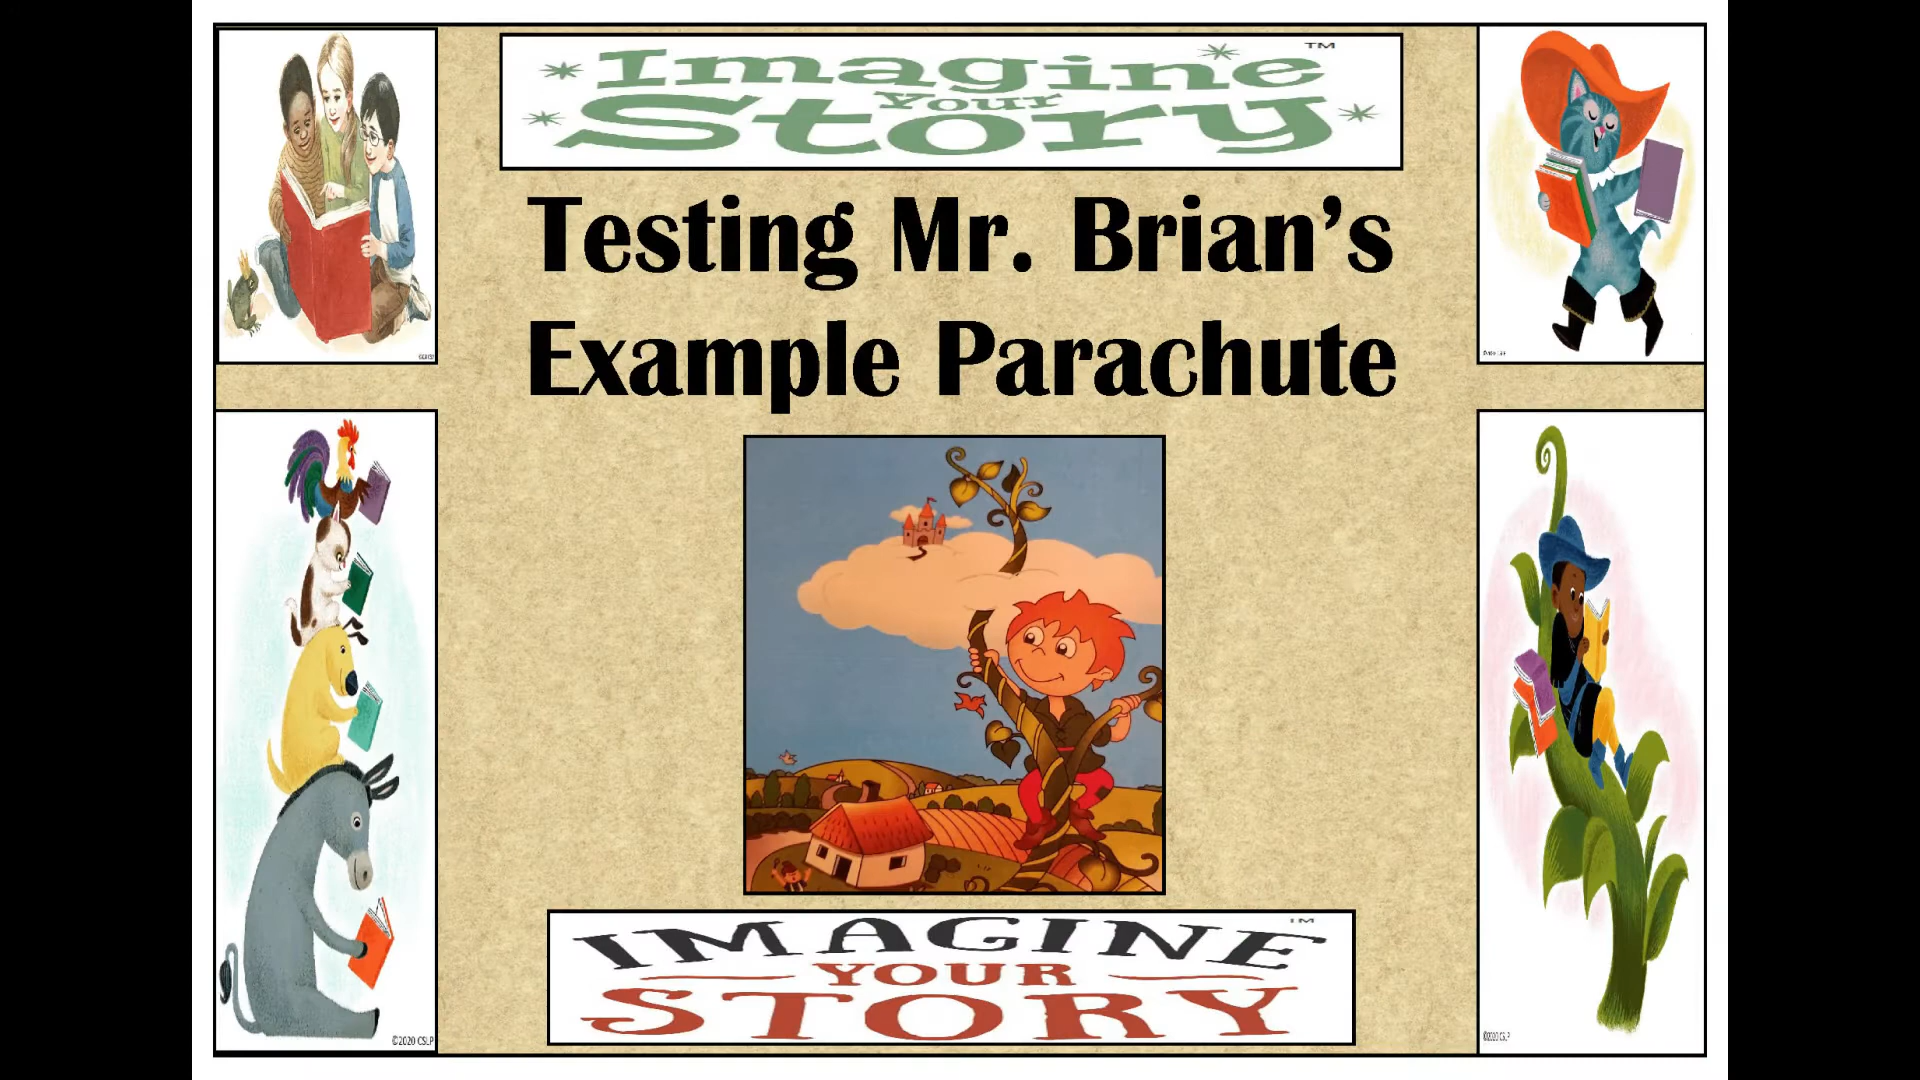 Imagine TM
Your
Story
Testing Mr. Brian’s
Example Parachute
IMAGINE TM
YOUR
STORY
©2020 CSLP